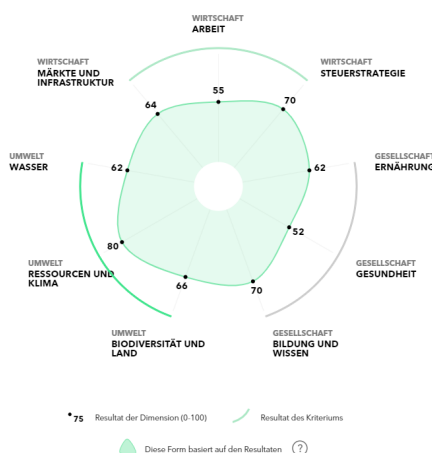 WIRTSCHAFT
ARBEIT
WIRTSCHAFT
MÄRKTE UND
INFRASTRUKTUR
WIRTSCHAFT
STEUERSTRATEGIE
55
64
70
UMWELT
WASSER
62
62
GESELLSCHAFT
ERNÄHRUNG
80
52
UMWELT
RESSOURCEN UND
KLIMA
GESELLSCHAFT
GESUNDHEIT
66
70
UMWELT
BIODIVERSITÄT UND
LAND
GESELLSCHAFT
BILDUNG UND
WISSEN
75 Resultat der Dimension (0-100)
Resultat des Kriteriums
Diese Form basiert auf den Resultaten ?